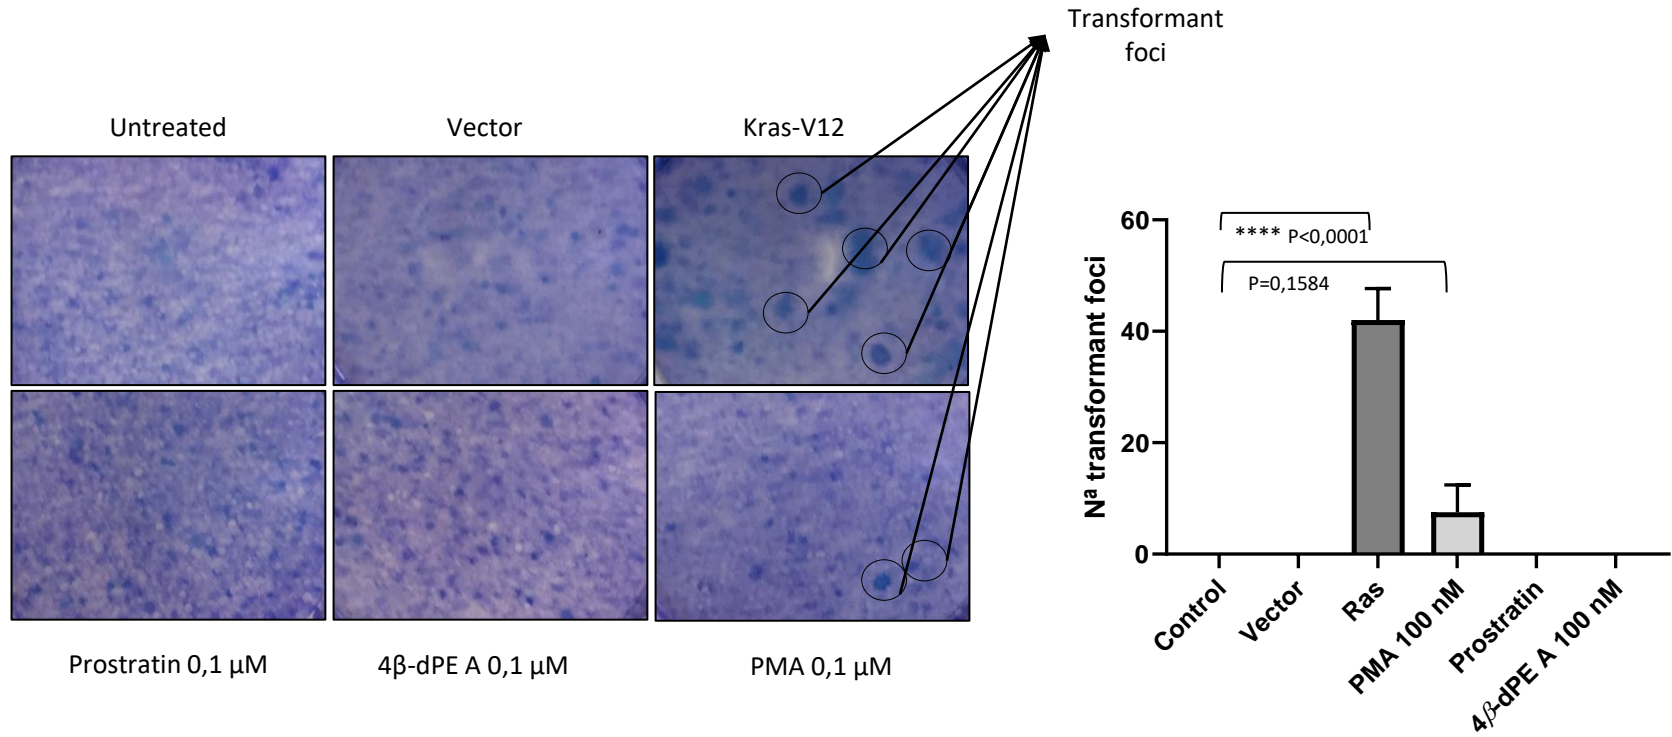 Transformant
foci
Untreated
Vector
Kras-V12
Prostratin 0,1 µM
4β-dPE A 0,1 µM
PMA 0,1 µM
Nª transformant foci
60
40
20
0
**** P<0,0001
P=0,1584
Control
Vector
Ras
PMA 100 nM
Prostratin
4β-dPE A 100 nM